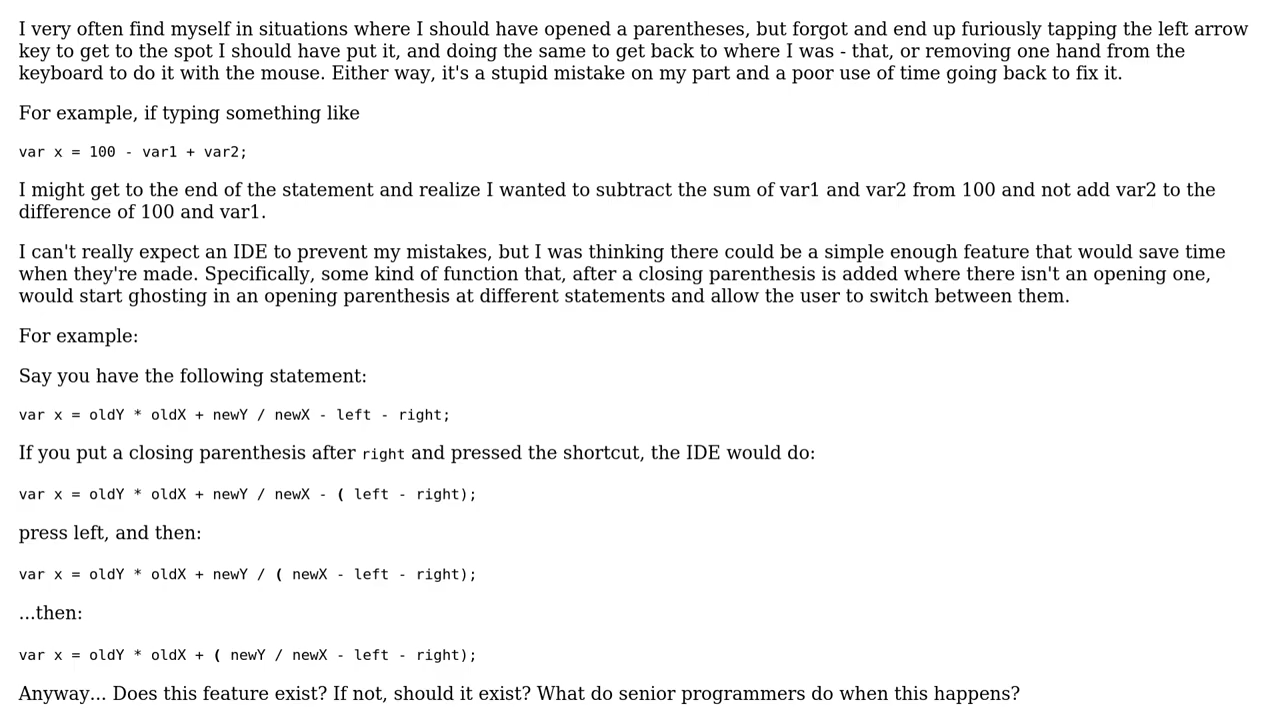 I very often find myself in situations where I should have opened a parentheses, but forgot and end up furiously tapping the left arrow
key to get to the spot I should have put it, and doing the same to get back to where I was - that, or removing one hand from the
keyboard to do it with the mouse. Either way, it's a stupid mistake on my part and a poor use of time going back to fix it.
For example, if typing something like
var x = 100 - var1 + var2;
I might get to the end of the statement and realize I wanted to subtract the sum of var1 and var2 from 100 and not add var2 to the
difference of 100 and var1.
I can't really expect an IDE to prevent my mistakes, but I was thinking there could be a simple enough feature that would save time
when they're made. Specifically, some kind of function that, after a closing parenthesis is added where there isn't an opening one,
would start ghosting in an opening parenthesis at different statements and allow the user to switch between them.
For example:
Say you have the following statement:
var x = oldY * oldX + newY / newX - left - right;
If you put a closing parenthesis after right and pressed the shortcut, the IDE would do:
var x = oldY * oldX + newY / newX - ( left - right);
press left, and then:
var x = oldY * oldX + newY / ( newX - left - right);
...then:
var x = oldY * oldX + ( newY / newX - left - right);
Anyway... Does this feature exist? If not, should it exist? What do senior programmers do when this happens?